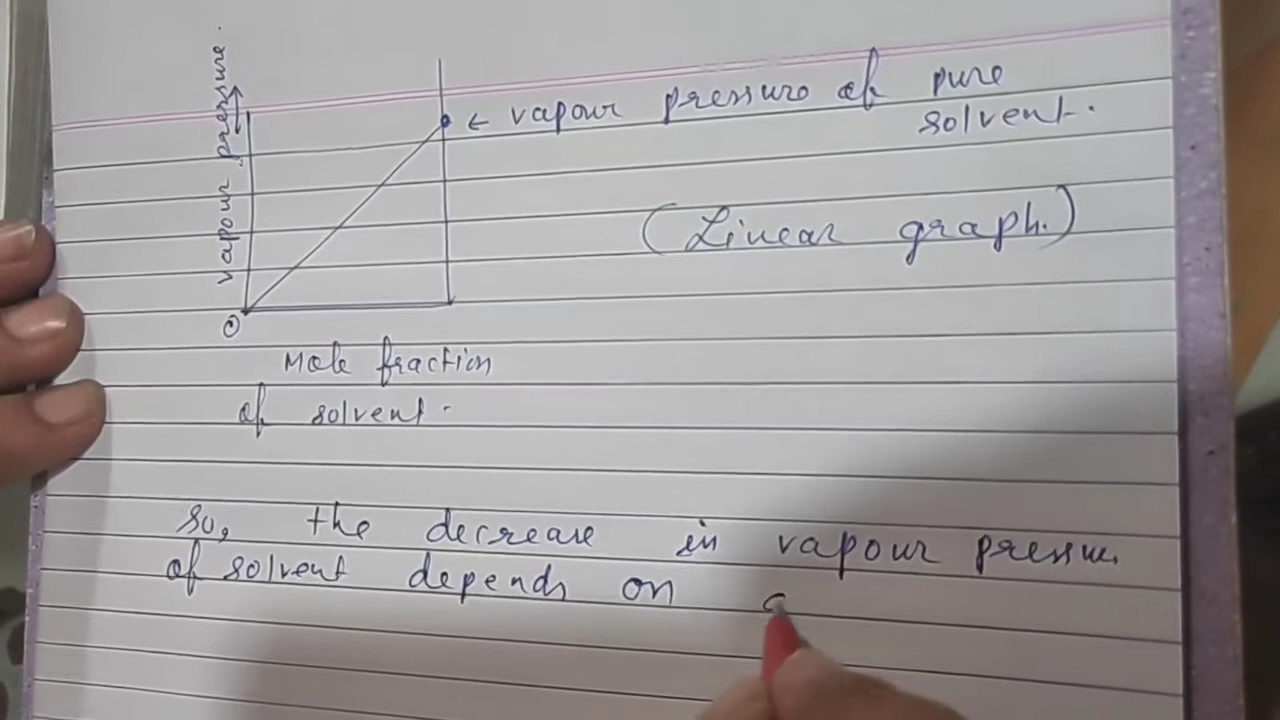 vapour pressure.
← vapour pressure of pure
solvent.
(Linear graph.)
O
Mole fraction
of solvent.
so, the decrease in vapour pressure
of solvent depends on